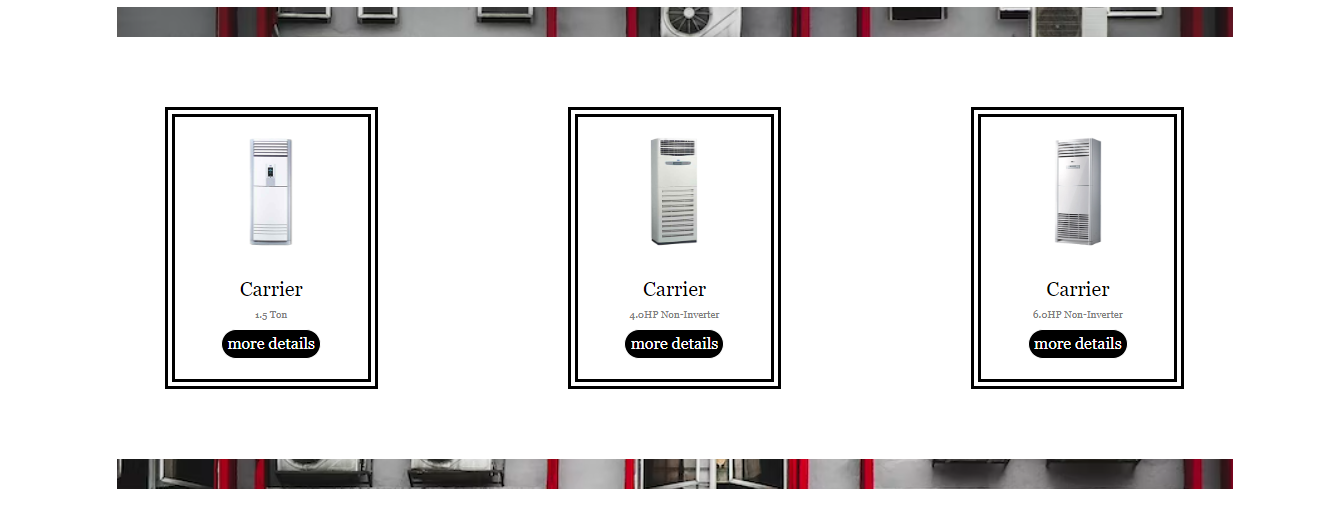 Carrier
1.5 Ton
more details
Carrier
4.0HP Non-Inverter
more details
Carrier
6.0HP Non-Inverter
more details